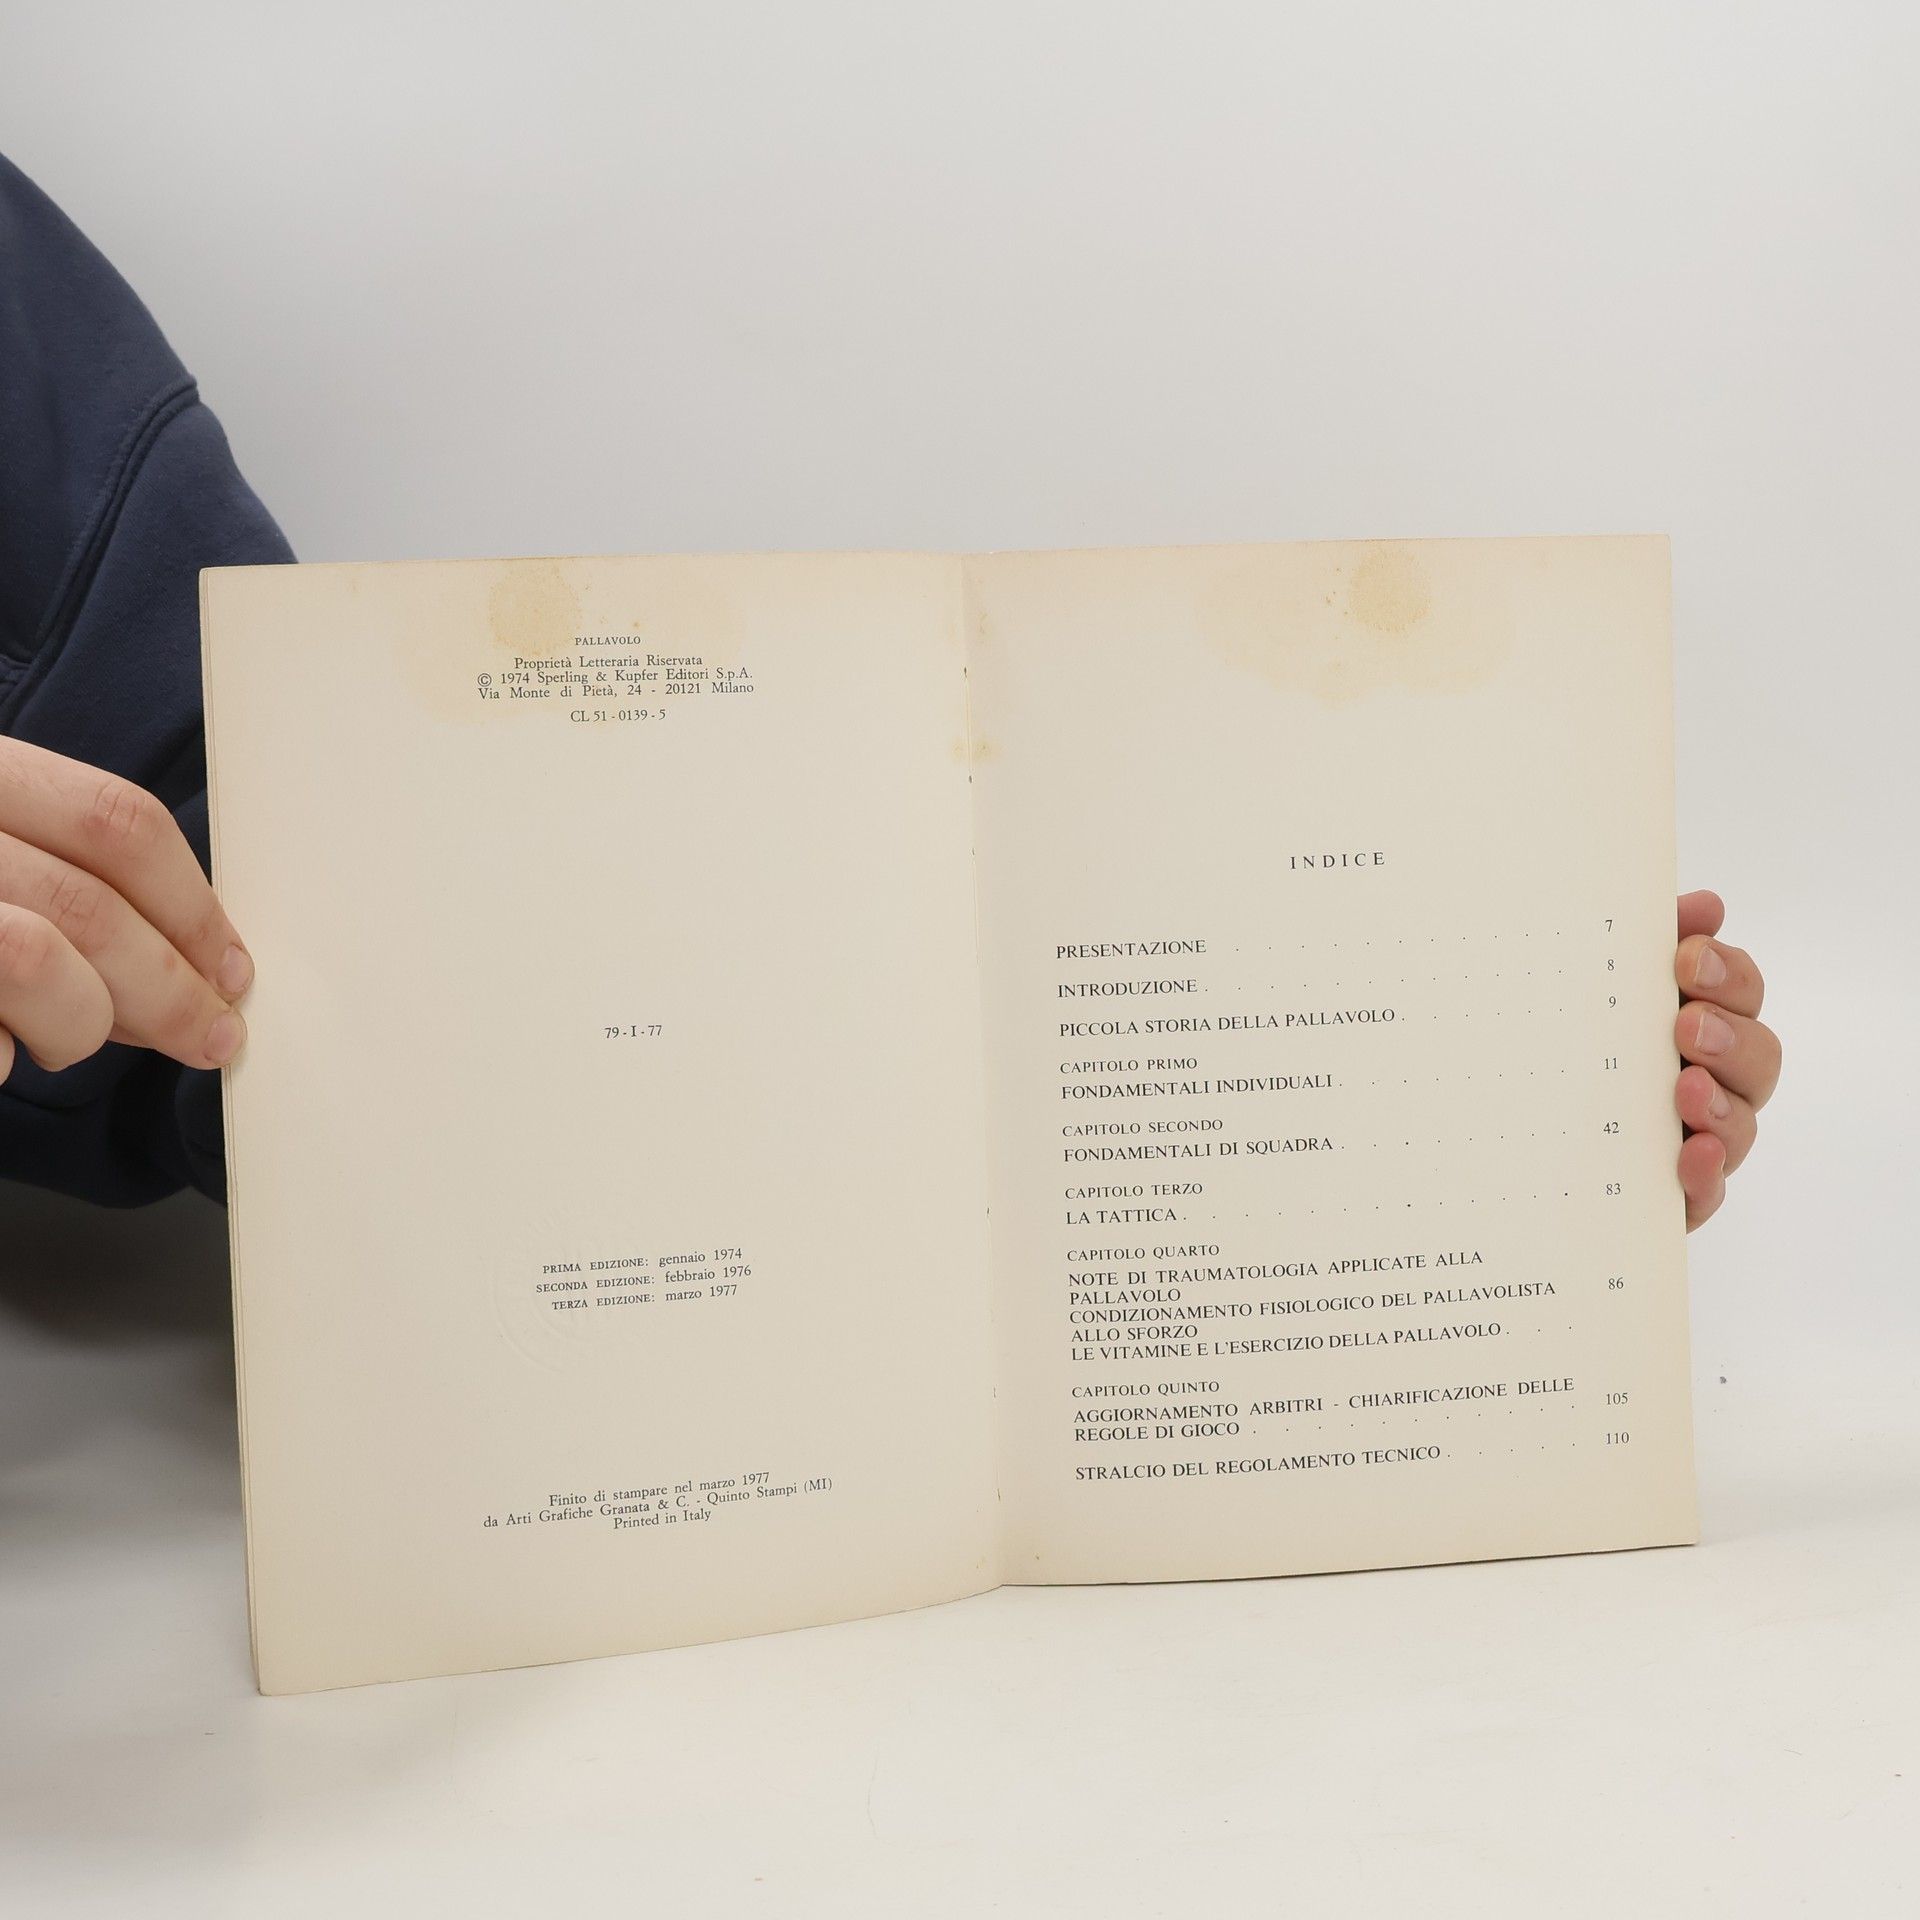 PALLAVOLO
Proprietà Letteraria Riservata
© 1974 Sperling & Kupfer Editori S.p.A.
Via Monte di Pietà, 24 - 20121 Milano
CL 51 - 0139 - 5
79 - I - 77
PRIMA EDIZIONE: gennaio 1974
SECONDA EDIZIONE: febbraio 1976
TERZA EDIZIONE: marzo 1977
Finito di stampare nel marzo 1977
da Arti Grafiche Granata & C. - Quinto Stampi (MI)
Printed in Italy
INDICE
PRESENTAZIONE . . . . . . . . . . . 7
INTRODUZIONE . . . . . . . . . . . . 8
PICCOLA STORIA DELLA PALLAVOLO . . . . . . 9
CAPITOLO PRIMO
FONDAMENTALI INDIVIDUALI . . . . . . . . 11
CAPITOLO SECONDO
FONDAMENTALI DI SQUADRA . . . . . . . . 42
CAPITOLO TERZO
LA TATTICA . . . . . . . . . . . . . 83
CAPITOLO QUARTO
NOTE DI TRAUMATOLOGIA APPLICATE ALLA
PALLAVOLO
CONDIZIONAMENTO FISIOLOGICO DEL PALLAVOLISTA 86
ALLO SFORZO
LE VITAMINE E L'ESERCIZIO DELLA PALLAVOLO . . .
CAPITOLO QUINTO
AGGIORNAMENTO ARBITRI - CHIARIFICAZIONE DELLE
REGOLE DI GIOCO . . . . . . . . . . . 105
STRALCIO DEL REGOLAMENTO TECNICO . . . . . 110